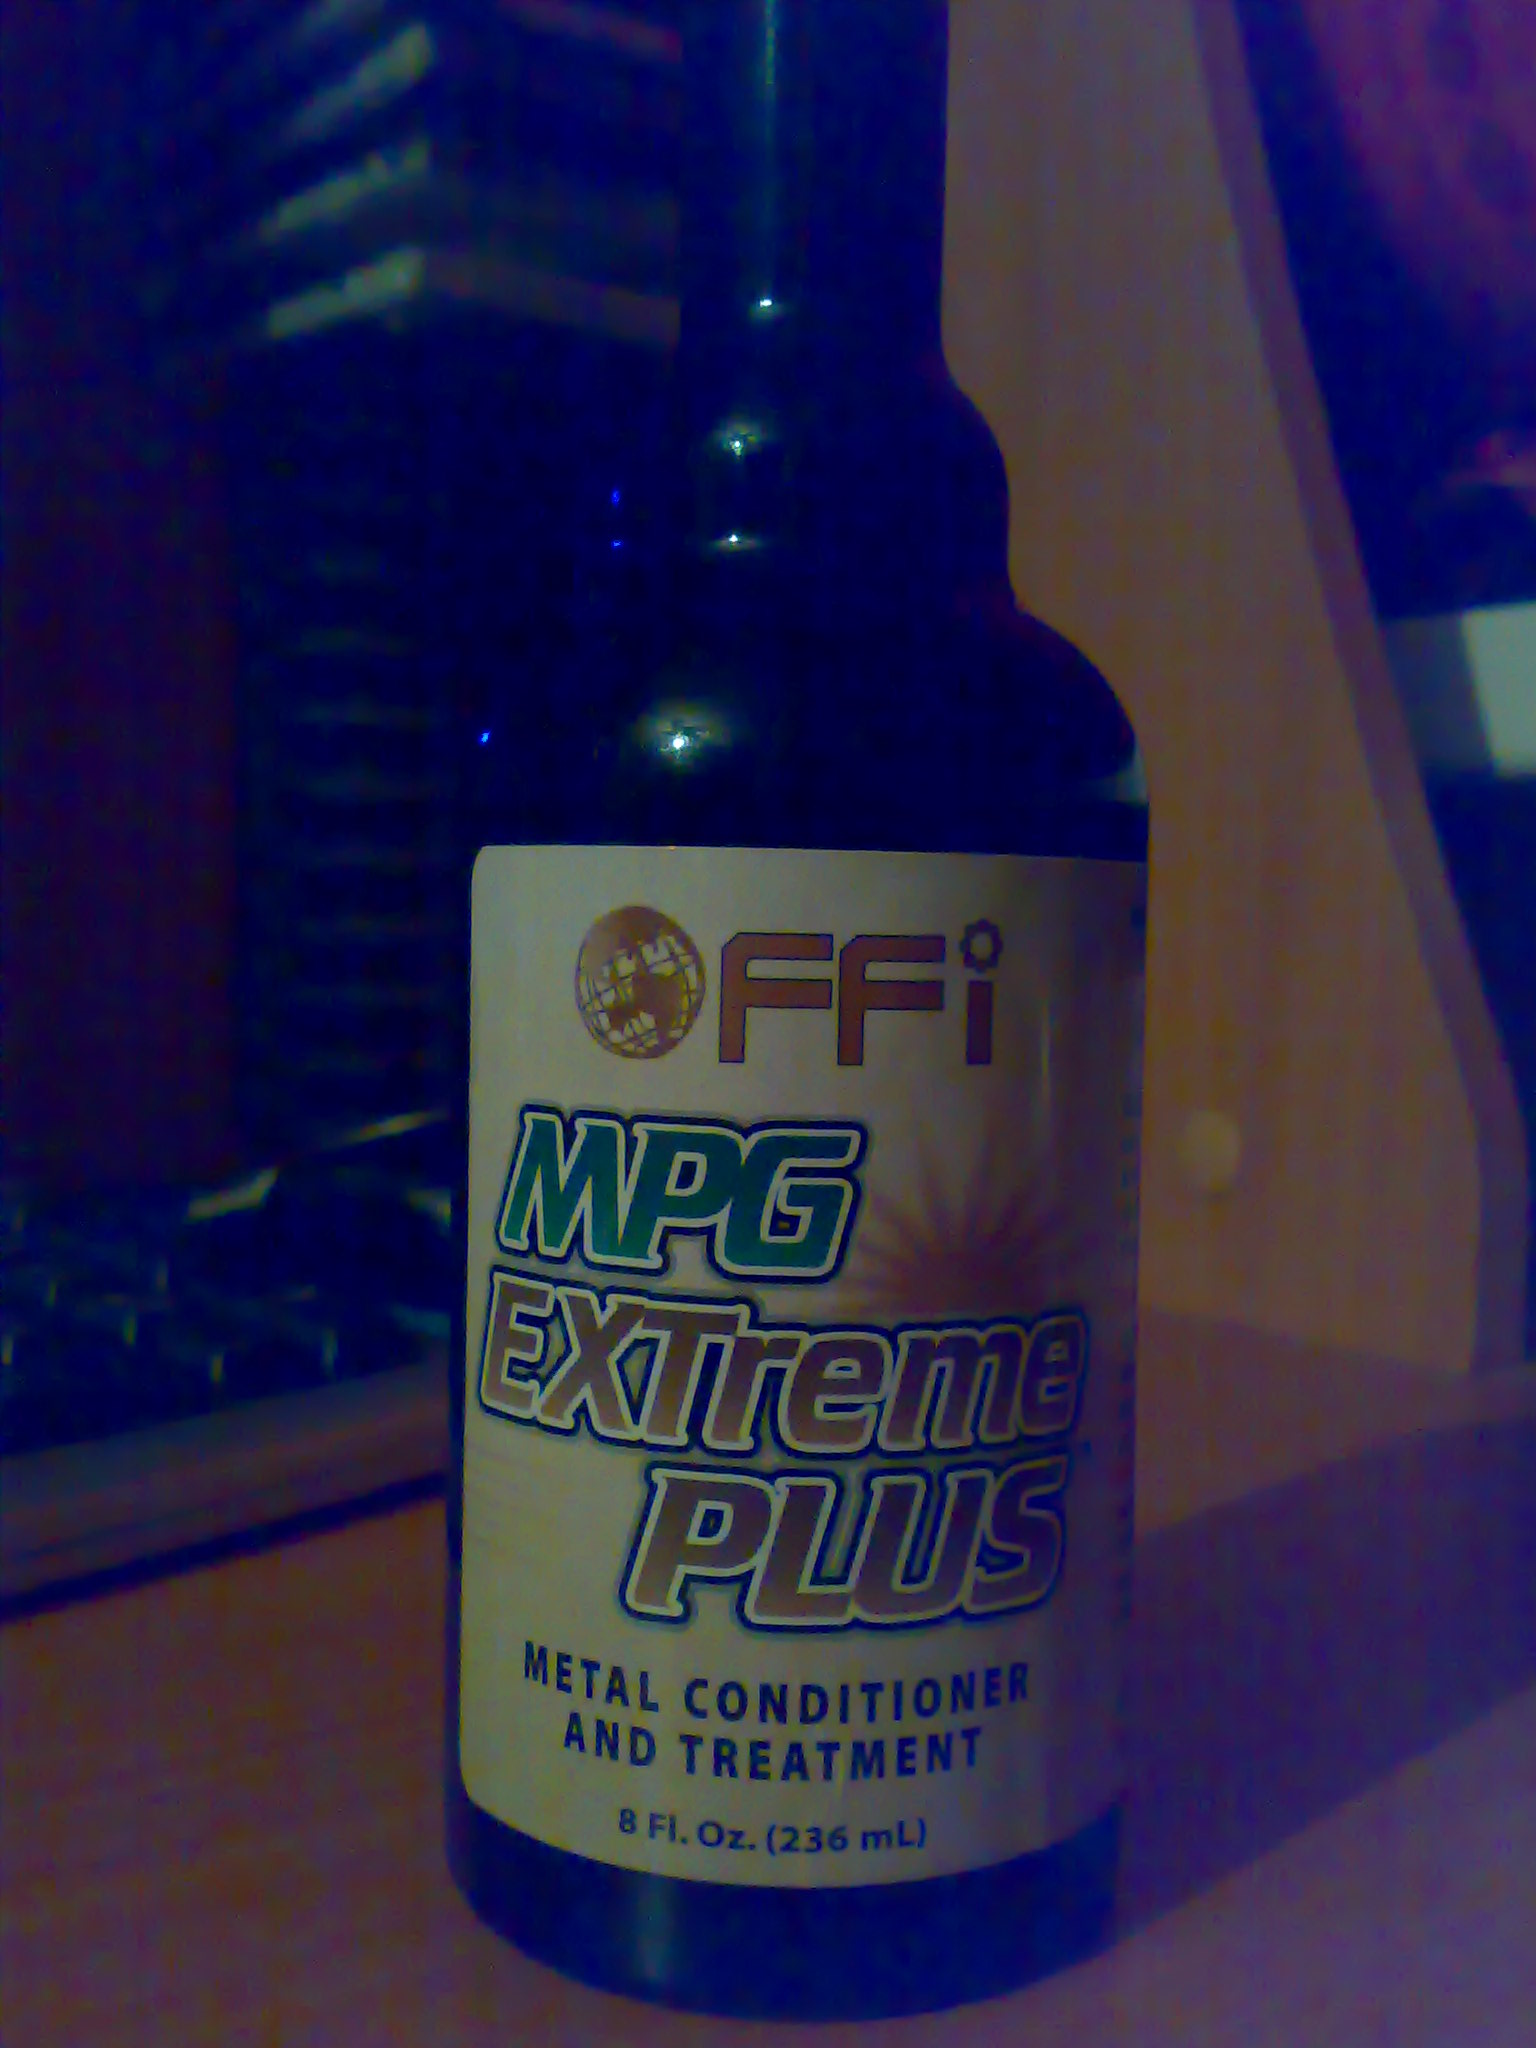 FFi
MPG
EXTreme
PLUS
METAL CONDITIONER
AND TREATMENT
8 Fl. Oz. (236 mL)